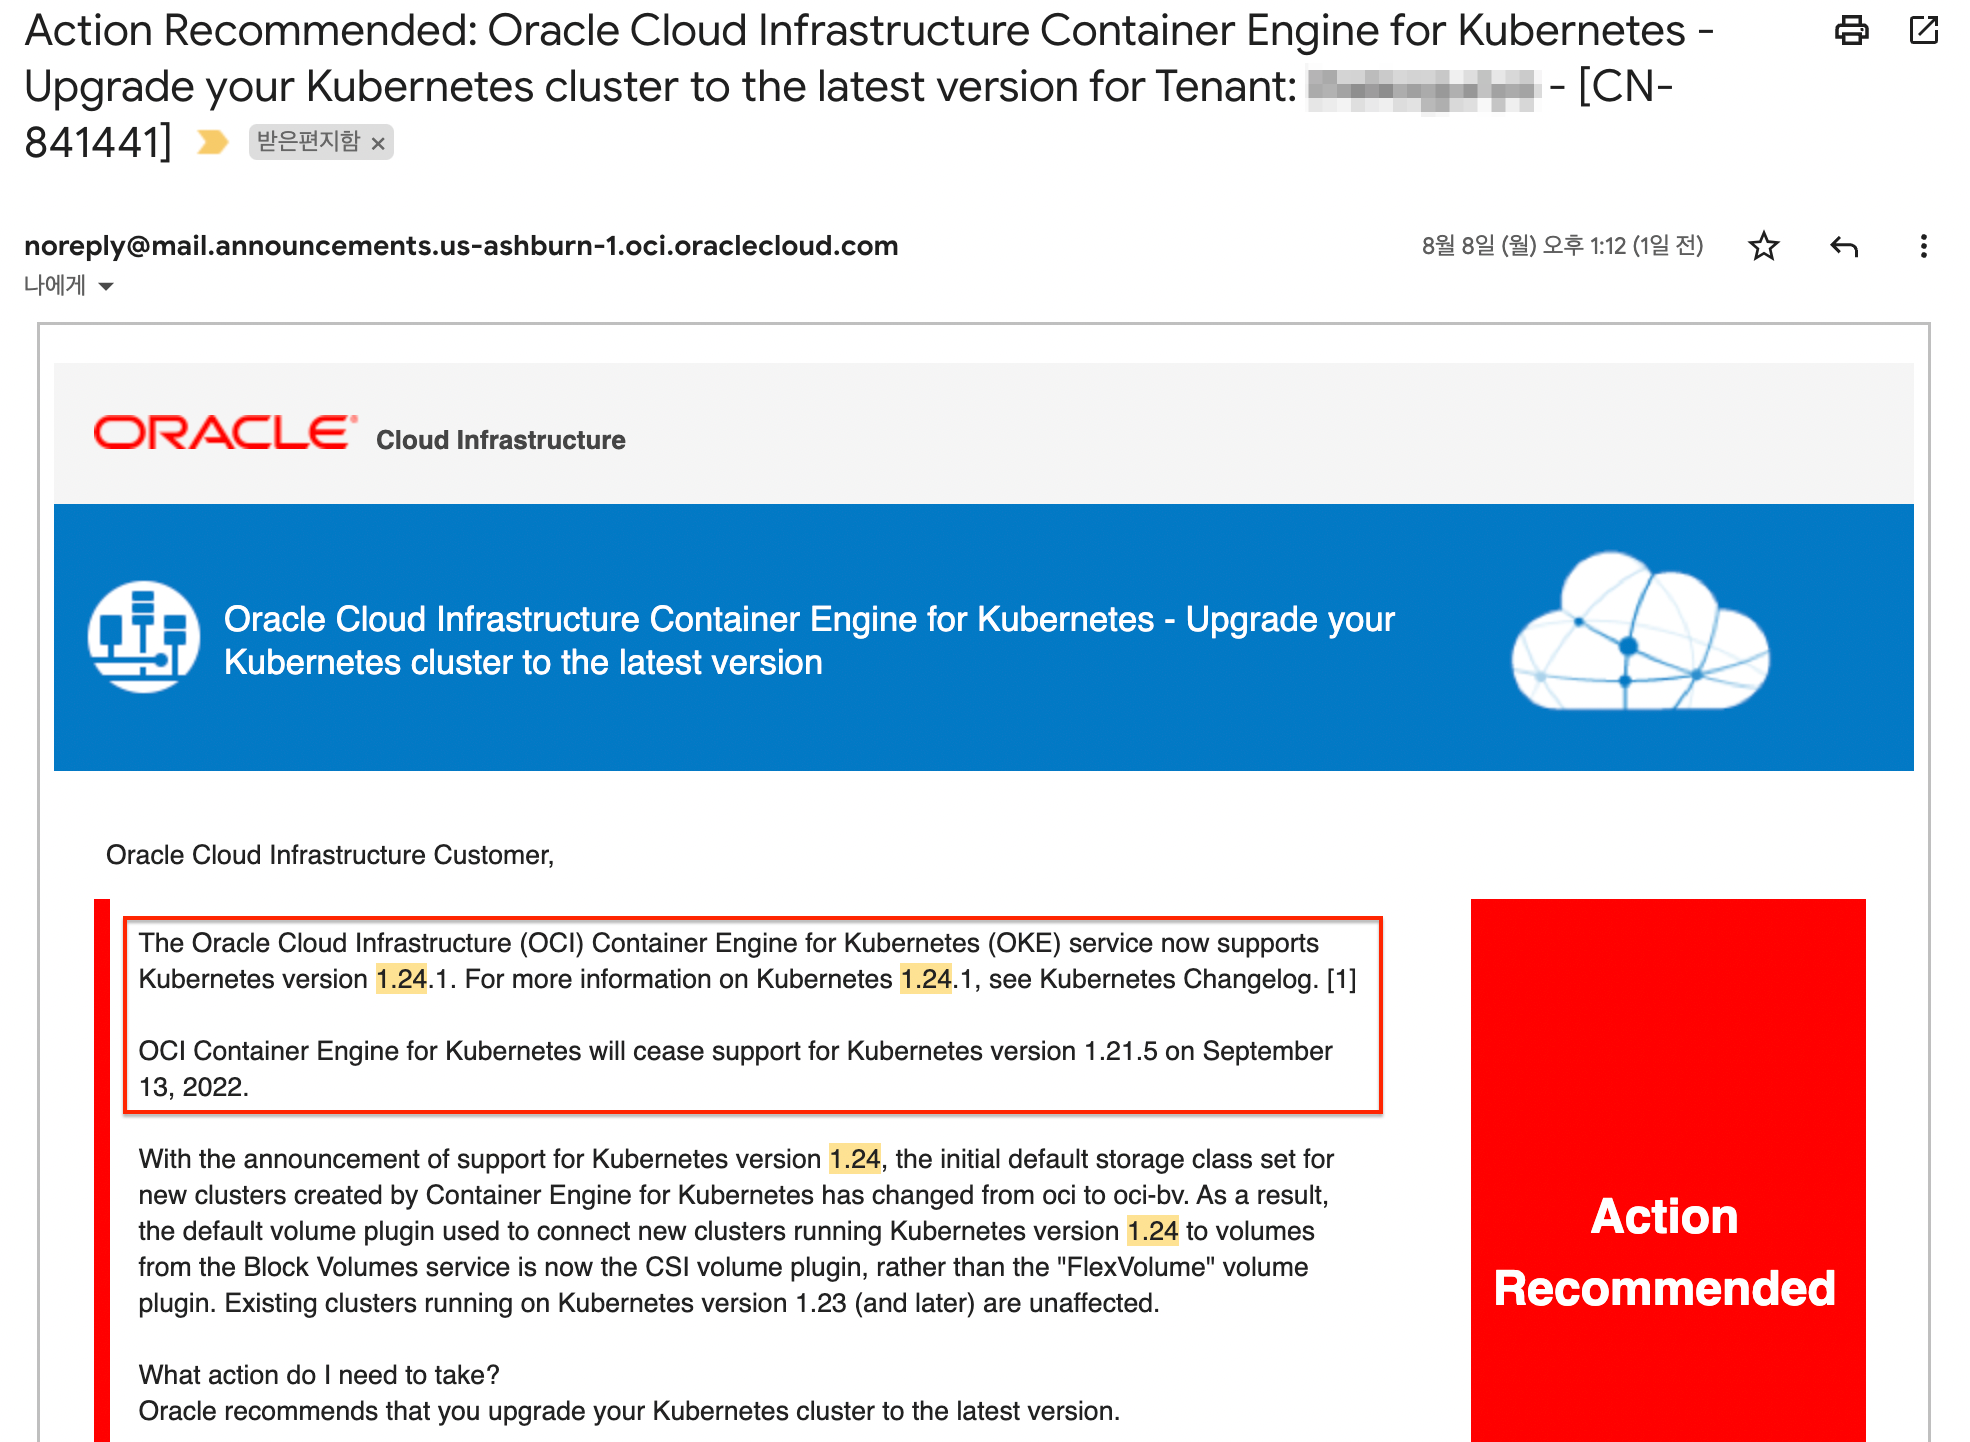 Action Recommended: Oracle Cloud Infrastructure Container Engine for Kubernetes -
Upgrade your Kubernetes cluster to the latest version for Tenant: - [CN-
841441] 받은편지함 ×
noreply@mail.announcements.us-ashburn-1.oci.oraclecloud.com
8월 8일 (월) 오후 1:12 (1일 전)
나에게
ORACLE® Cloud Infrastructure
Oracle Cloud Infrastructure Container Engine for Kubernetes - Upgrade your
Kubernetes cluster to the latest version
Oracle Cloud Infrastructure Customer,
The Oracle Cloud Infrastructure (OCI) Container Engine for Kubernetes (OKE) service now supports
Kubernetes version 1.24.1. For more information on Kubernetes 1.24.1, see Kubernetes Changelog. [1]
OCI Container Engine for Kubernetes will cease support for Kubernetes version 1.21.5 on September
13, 2022.
With the announcement of support for Kubernetes version 1.24, the initial default storage class set for
new clusters created by Container Engine for Kubernetes has changed from oci to oci-bv. As a result,
the default volume plugin used to connect new clusters running Kubernetes version 1.24 to volumes
from the Block Volumes service is now the CSI volume plugin, rather than the "FlexVolume" volume
plugin. Existing clusters running on Kubernetes version 1.23 (and later) are unaffected.
What action do I need to take?
Oracle recommends that you upgrade your Kubernetes cluster to the latest version.
Action
Recommended